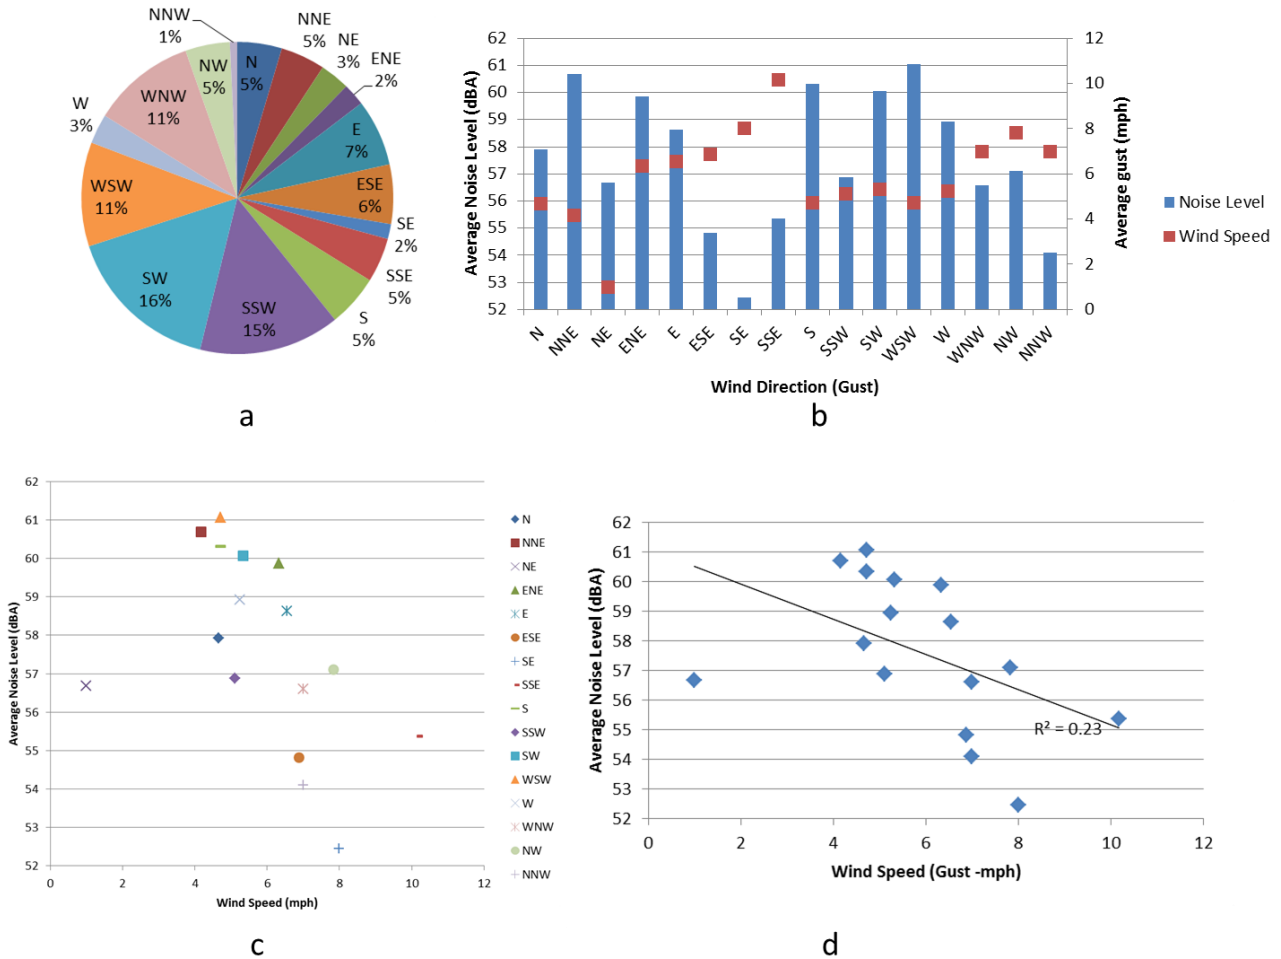 NNW
1%
N
5%
NNE
5%
NE
3%
ENE
2%
E
7%
ESE
6%
SE
2%
SSE
5%
S
5%
SSW
15%
SW
16%
WSW
11%
W
3%
WNW
11%
NW
5%
a
62
61
60
59
58
57
56
55
54
53
52
Average Noise Level (dBA)
12
10
8
6
4
2
0
Average gust (mph)
N
NNE
NE
ENE
E
ESE
SE
SSE
S
SSW
SW
WSW
W
WNW
NW
NNW
Wind Direction (Gust)
Noise Level
Wind Speed
b
62
61
60
59
58
57
56
55
54
53
52
Average Noise Level (dBA)
0 2 4 6 8 10 12
Wind Speed (mph)
N
NNE
NE
ENE
E
ESE
SE
SSE
S
SSW
SW
WSW
W
WNW
NW
NNW
c
62
61
60
59
58
57
56
55
54
53
52
Average Noise Level (dBA)
R² = 0.23
0 2 4 6 8 10 12
Wind Speed (Gust -mph)
d